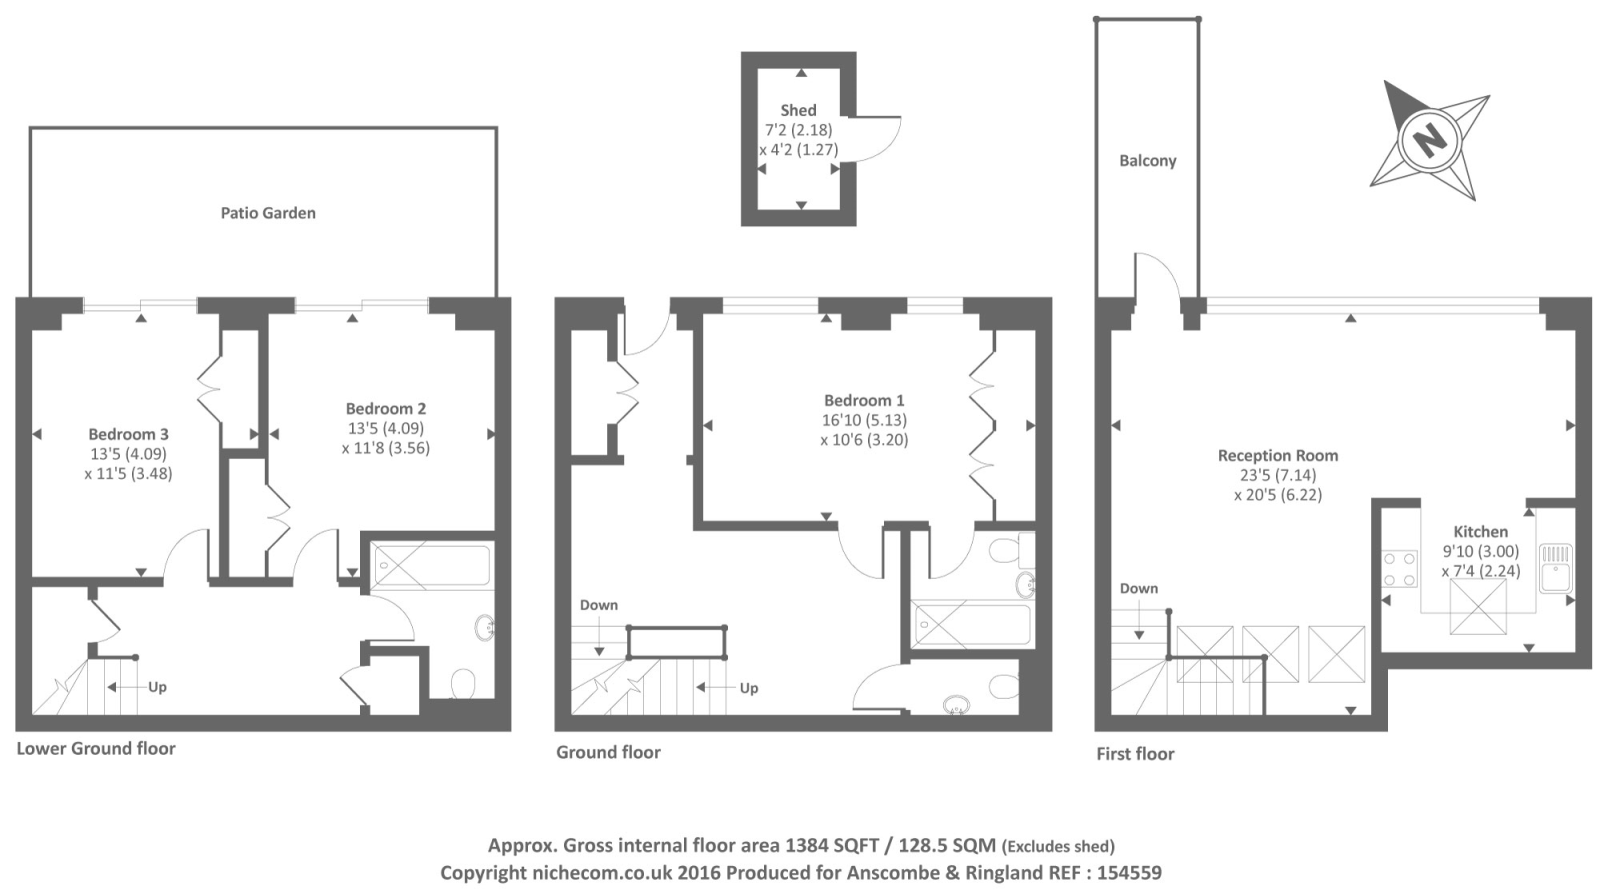 Shed
7'2 (2.18)
x 4'2 (1.27)
Balcony
N
Patio Garden
Bedroom 3
13'5 (4.09)
x 11'5 (3.48)
Bedroom 2
13'5 (4.09)
x 11'8 (3.56)
Up
Lower Ground floor
Bedroom 1
16'10 (5.13)
x 10'6 (3.20)
Down
Up
Ground floor
Reception Room
23'5 (7.14)
x 20'5 (6.22)
Kitchen
9'10 (3.00)
x 7'4 (2.24)
Down
First floor
Approx. Gross internal floor area 1384 SQFT / 128.5 SQM (Excludes shed)
Copyright nichecom.co.uk 2016 Produced for Anscombe & Ringland REF : 154559